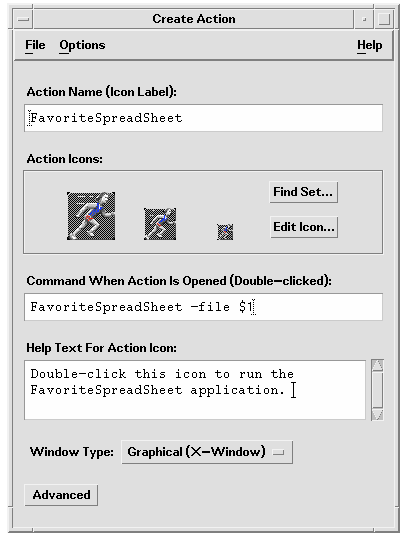 Create Action
File Options Help
Action Name (Icon Label):
FavoriteSpreadSheet
Action Icons:
Find Set...
Edit Icon...
Command When Action Is Opened (Double-clicked):
FavoriteSpreadSheet -file $1
Help Text For Action Icon:
Double-click this icon to run the
FavoriteSpreadSheet application.
Window Type: Graphical (X-Window)
Advanced